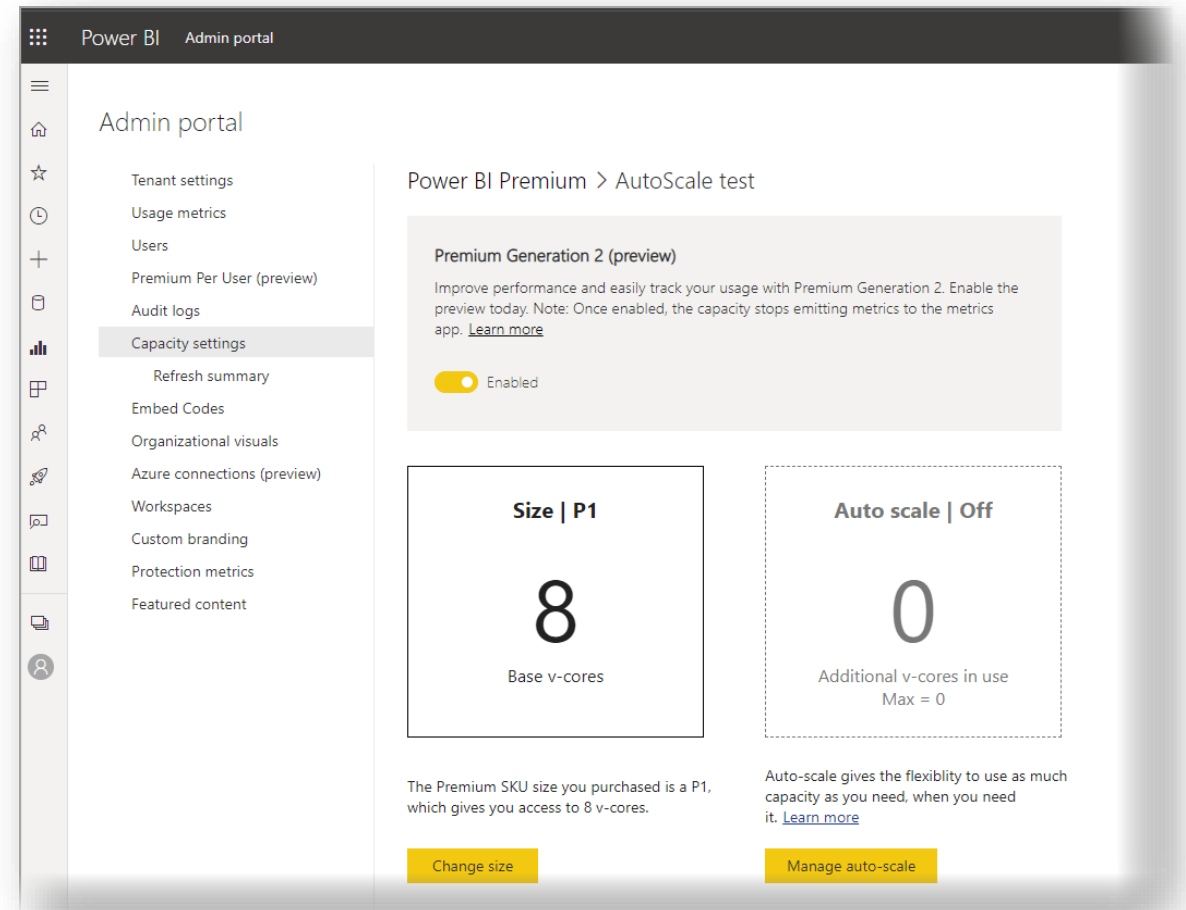 Power BI Admin portal
Admin portal
Tenant settings
Usage metrics
Users
Premium Per User (preview)
Audit logs
Capacity settings
Refresh summary
Embed Codes
Organizational visuals
Azure connections (preview)
Workspaces
Custom branding
Protection metrics
Featured content
Power BI Premium > AutoScale test
Premium Generation 2 (preview)
Improve performance and easily track your usage with Premium Generation 2. Enable the
preview today. Note: Once enabled, the capacity stops emitting metrics to the metrics
app. Learn more
Enabled
Size | P1
8
Base v-cores
The Premium SKU size you purchased is a P1,
which gives you access to 8 v-cores.
Change size
Auto scale | Off
0
Additional v-cores in use
Max = 0
Auto-scale gives the flexiblity to use as much
capacity as you need, when you need
it. Learn more
Manage auto-scale